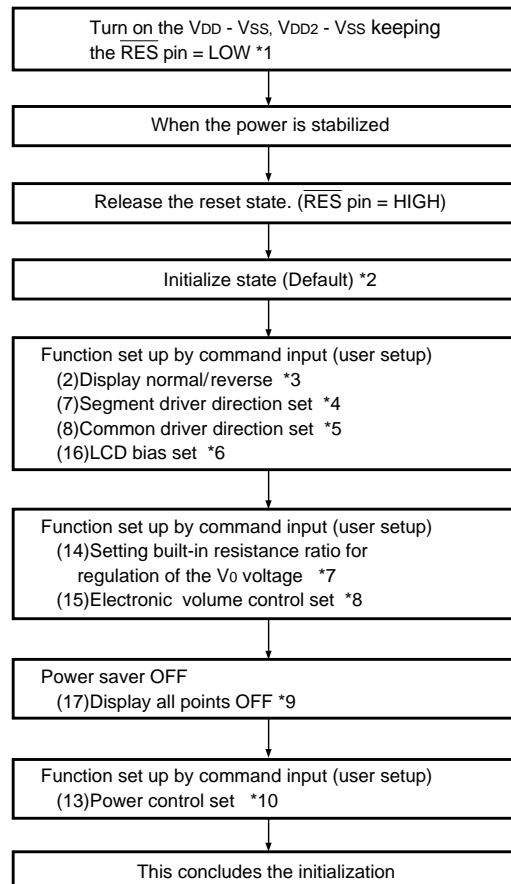 Turn on the VDD - VSS, VDD2 - VSS keeping
the RES pin = LOW *1
When the power is stabilized
Release the reset state. (RES pin = HIGH)
Initialize state (Default) *2
Function set up by command input (user setup)
(2)Display normal/reverse *3
(7)Segment driver direction set *4
(8)Common driver direction set *5
(16)LCD bias set *6
Function set up by command input (user setup)
(14)Setting built-in resistance ratio for
regulation of the V0 voltage *7
(15)Electronic volume control set *8
Power saver OFF
(17)Display all points OFF *9
Function set up by command input (user setup)
(13)Power control set *10
This concludes the initialization